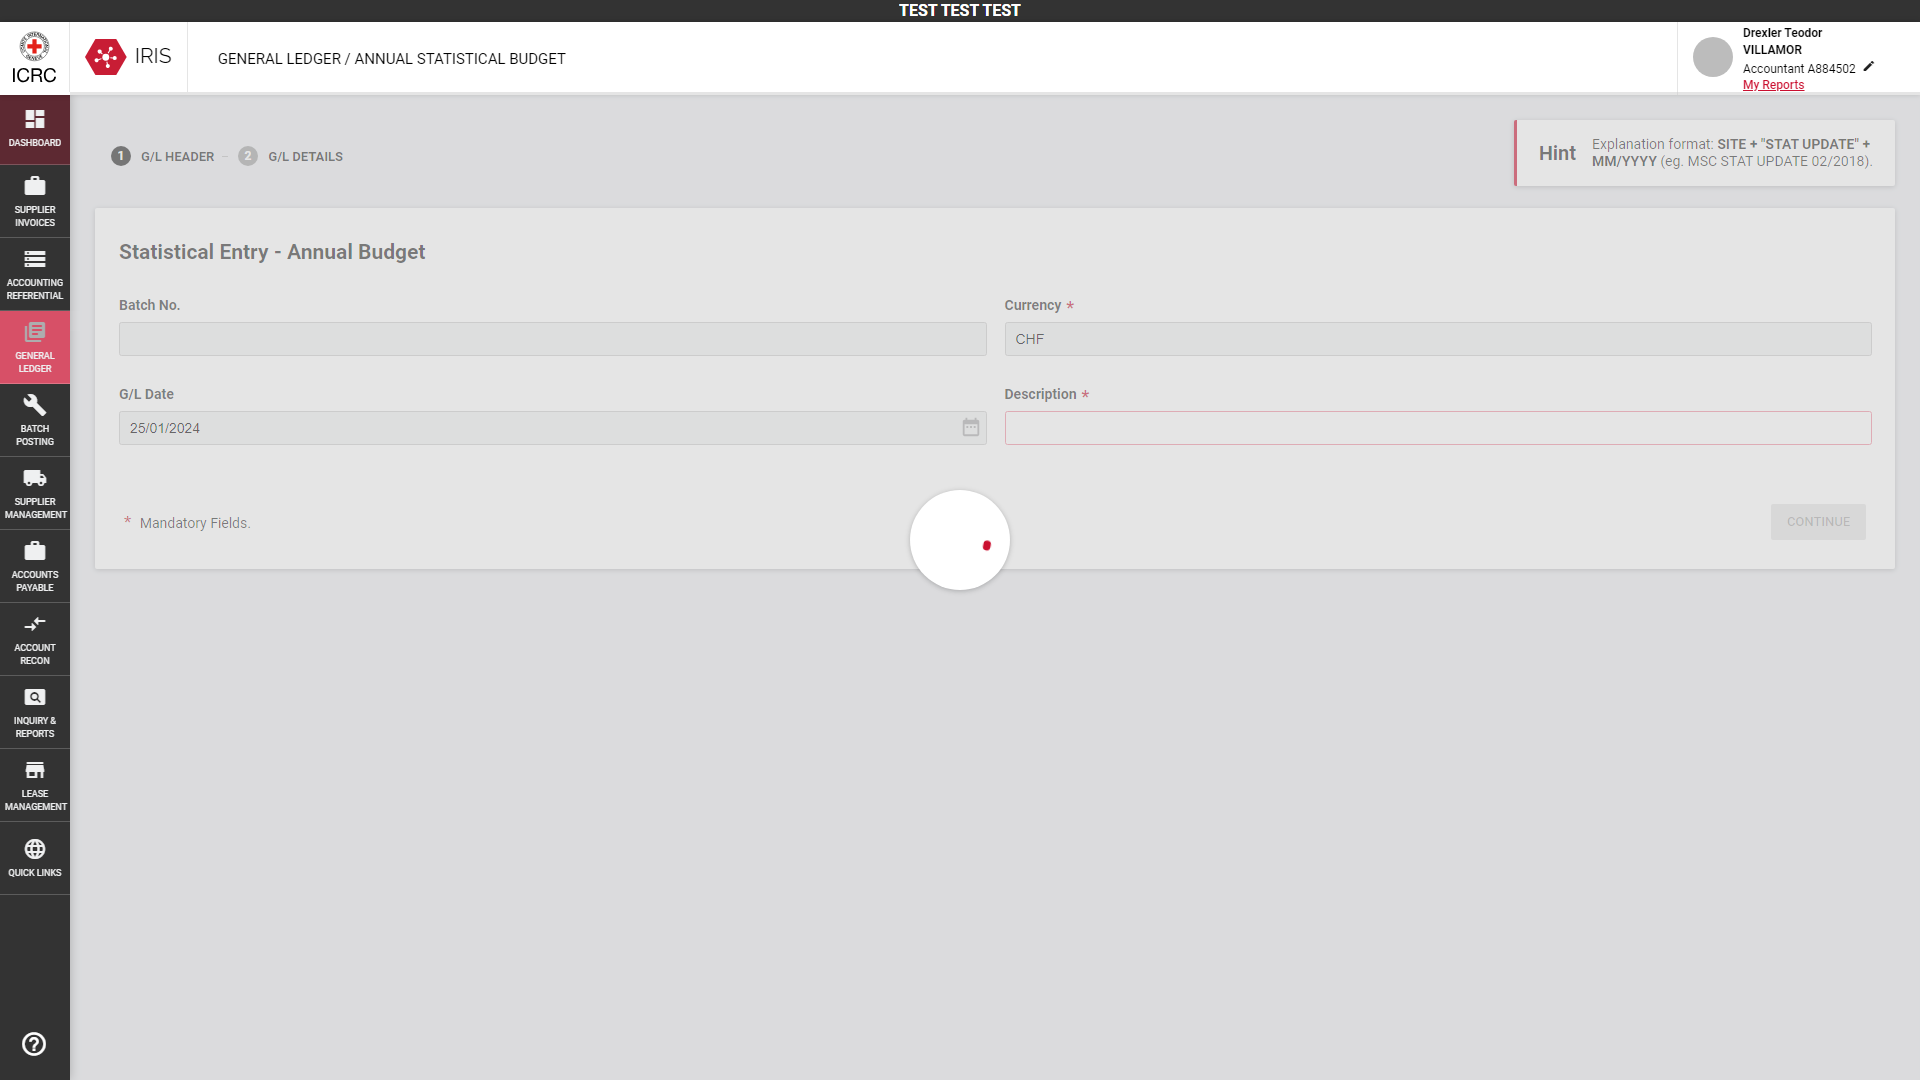 TEST TEST TEST
ICRC
IRIS
GENERAL LEDGER / ANNUAL STATISTICAL BUDGET
Drexler Teodor
VILLAMOR
Accountant A884502
My Reports
DASHBOARD
SUPPLIER
INVOICES
ACCOUNTING
REFERENTIAL
GENERAL
LEDGER
BATCH
POSTING
SUPPLIER
MANAGEMENT
ACCOUNTS
PAYABLE
ACCOUNT
RECON
INQUIRY &
REPORTS
LEASE
MANAGEMENT
QUICK LINKS
1 G/L HEADER – 2 G/L DETAILS
Hint
Explanation format: SITE + "STAT UPDATE" +
MM/YYYY (eg. MSC STAT UPDATE 02/2018).
Statistical Entry - Annual Budget
Batch No.
Currency *
CHF
G/L Date
25/01/2024
Description *
* Mandatory Fields.
CONTINUE